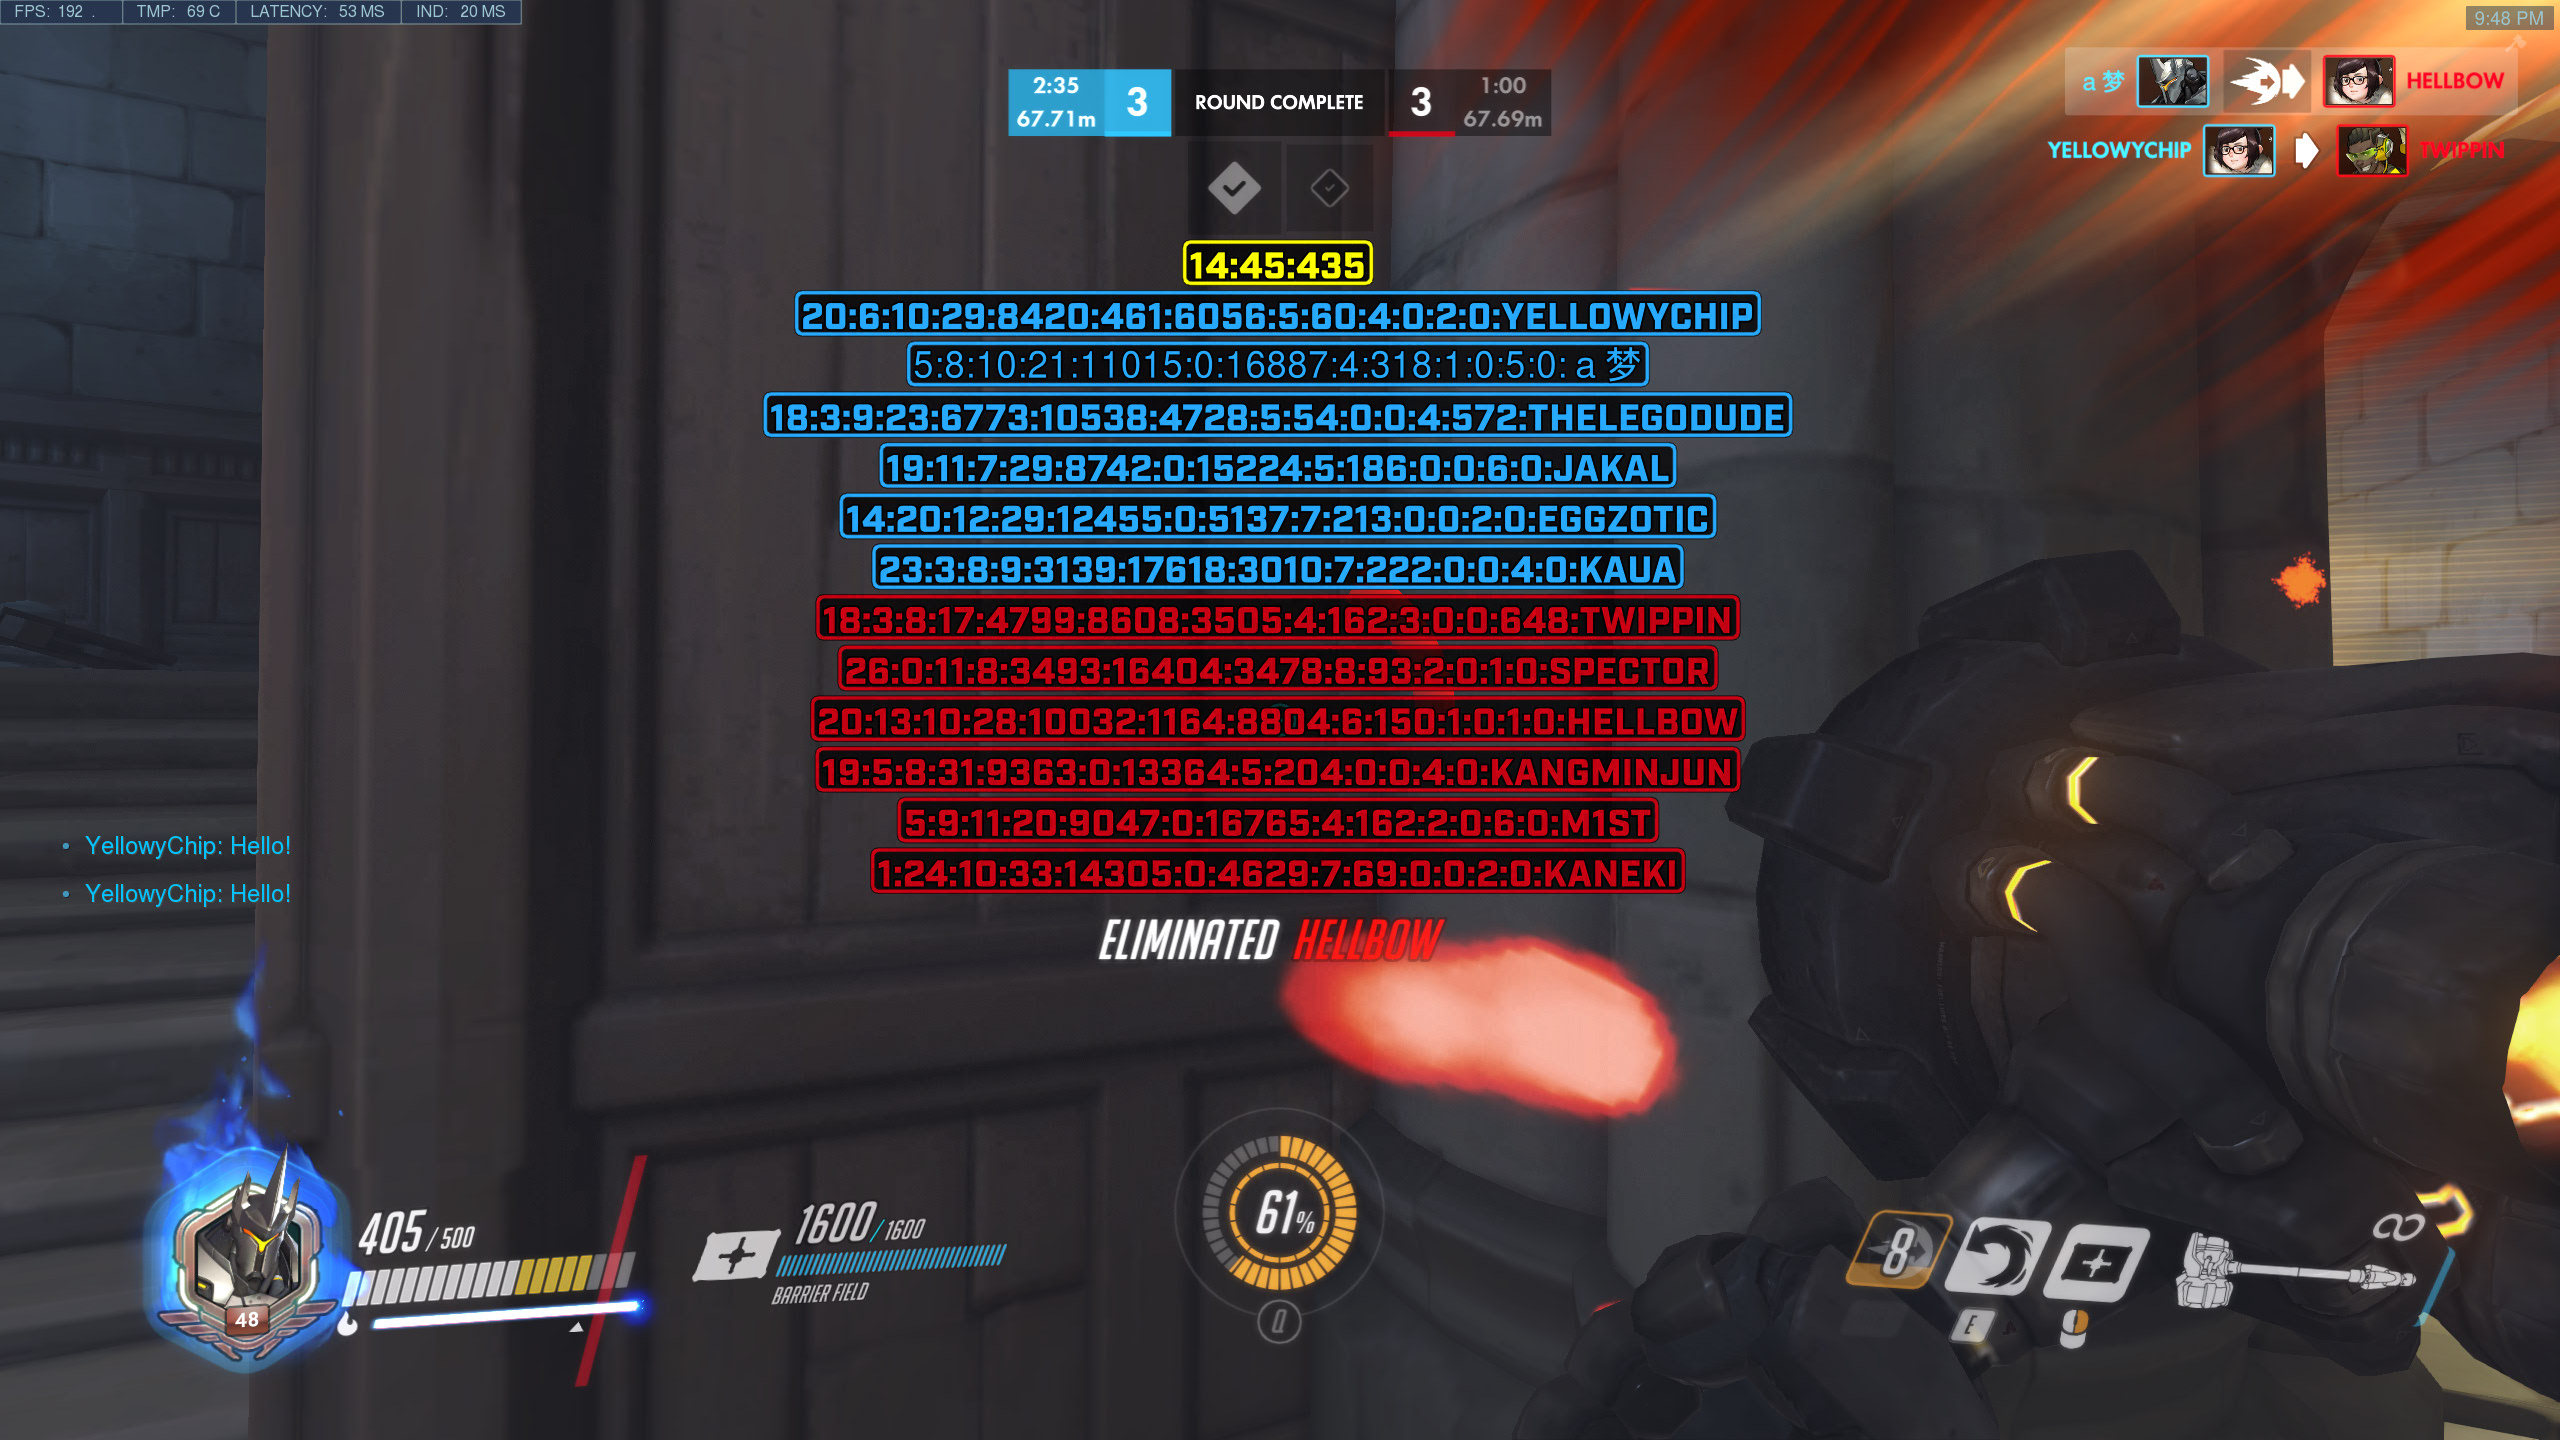 FPS: 192 . TMP: 69 C LATENCY: 53 MS IND: 20 MS
9:48 PM
2:35 67.71m 3 ROUND COMPLETE 3 1:00 67.69m
a 梦 HELLBOW
YELLOWYCHIP TWIPPIN
14:45:435
20:6:10:29:8420:461:6056:5:60:4:0:2:0:YELLOWYCHIP
5:8:10:21:11015:0:16887:4:318:1:0:5:0: a 梦
18:3:9:23:6773:10538:4728:5:54:0:0:4:572:THELEGODUDE
19:11:7:29:8742:0:15224:5:186:0:0:6:0:JAKAL
14:20:12:29:12455:0:5137:7:213:0:0:2:0:EGGZOTIC
23:3:8:9:3139:17618:3010:7:222:0:0:4:0:KAUA
18:3:8:17:4799:8608:3505:4:162:3:0:0:648:TWIPPIN
26:0:11:8:3493:16404:3478:8:93:2:0:1:0:SPECTOR
20:13:10:28:10032:1164:8804:6:150:1:0:1:0:HELLBOW
19:5:8:31:9363:0:13364:5:204:0:0:4:0:KANGMINJUN
5:9:11:20:9047:0:16765:4:162:2:0:6:0:M1ST
1:24:10:33:14305:0:4629:7:69:0:0:2:0:KANEKI
YellowyChip: Hello!
YellowyChip: Hello!
ELIMINATED HELLBOW
405/500
1600/1600
BARRIER FIELD
61%
Q
8
E
48